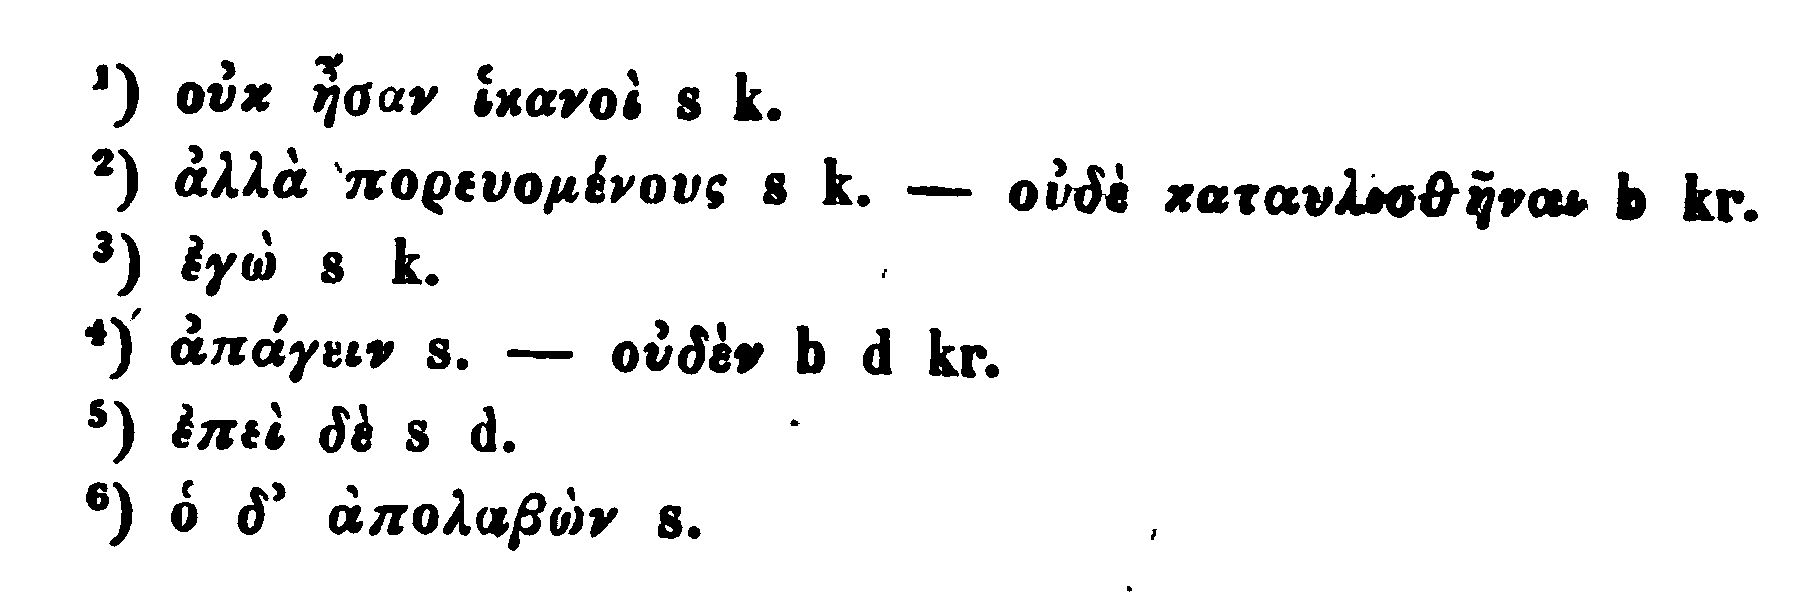 ¹) οὐκ ἦσαν ἱκανοὶ s k.
²) ἀλλὰ πορευομένους s k. — οὐδὲ καταυλισθῆναι b kr.
³) ἐγὼ s k.
⁴) ἀπάγειν s. — οὐδὲν b d kr.
⁵) ἐπεὶ δὲ s d.
⁶) ὁ δ’ ἀπολαβὼν s.